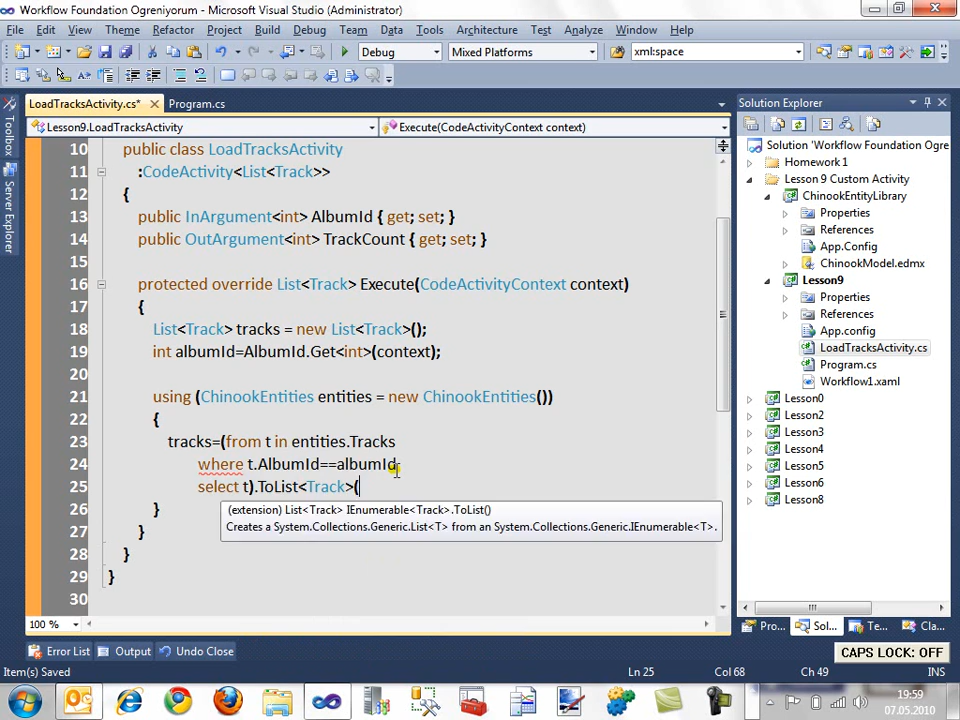 Workflow Foundation Ogreniyorum - Microsoft Visual Studio (Administrator)
File Edit View Theme Refactor Project Build Debug Team Data Tools Architecture Test Analyze Window Help
Debug Mixed Platforms xml:space
LoadTracksActivity.cs* Program.cs
Lesson9.LoadTracksActivity Execute(CodeActivityContext context)
10 public class LoadTracksActivity
11 :CodeActivity<List<Track>>
12 {
13 public InArgument<int> AlbumId { get; set; }
14 public OutArgument<int> TrackCount { get; set; }
15
16 protected override List<Track> Execute(CodeActivityContext context)
17 {
18 List<Track> tracks = new List<Track>();
19 int albumId=AlbumId.Get<int>(context);
20
21 using (ChinookEntities entities = new ChinookEntities())
22 {
23 tracks=(from t in entities.Tracks
24 where t.AlbumId==albumId
25 select t).ToList<Track>(
26 }
27 }
28 }
29 }
30
(extension) List<Track> IEnumerable<Track>.ToList()
Creates a System.Collections.Generic.List<T> from an System.Collections.Generic.IEnumerable<T>.
100 %
Toolbox
Server Explorer
Solution Explorer
Solution 'Workflow Foundation Ogre
Homework 1
Lesson 9 Custom Activity
ChinookEntityLibrary
Properties
References
App.Config
ChinookModel.edmx
Lesson9
Properties
References
App.config
LoadTracksActivity.cs
Program.cs
Workflow1.xaml
Lesson0
Lesson2
Lesson3
Lesson4
Lesson5
Lesson6
Lesson8
Pro... Sol... Te... Cla...
Error List Output Undo Close
CAPS LOCK: OFF
Item(s) Saved Ln 25 Col 68 Ch 49 INS
19:59
07.05.2010